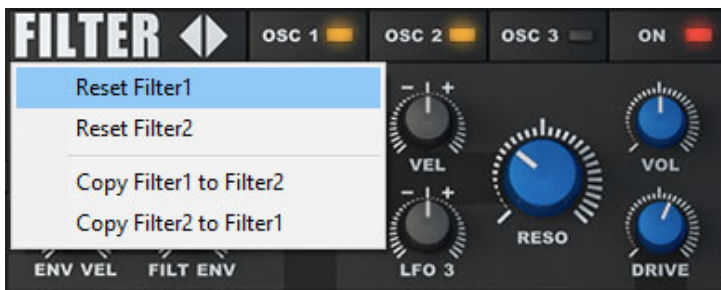 FILTER OSC 1 OSC 2 OSC 3 ON
Reset Filter1
Reset Filter2
Copy Filter1 to Filter2
Copy Filter2 to Filter1
- +
VEL
VOL
- +
RESO
ENV VEL FILT ENV LFO 3 DRIVE